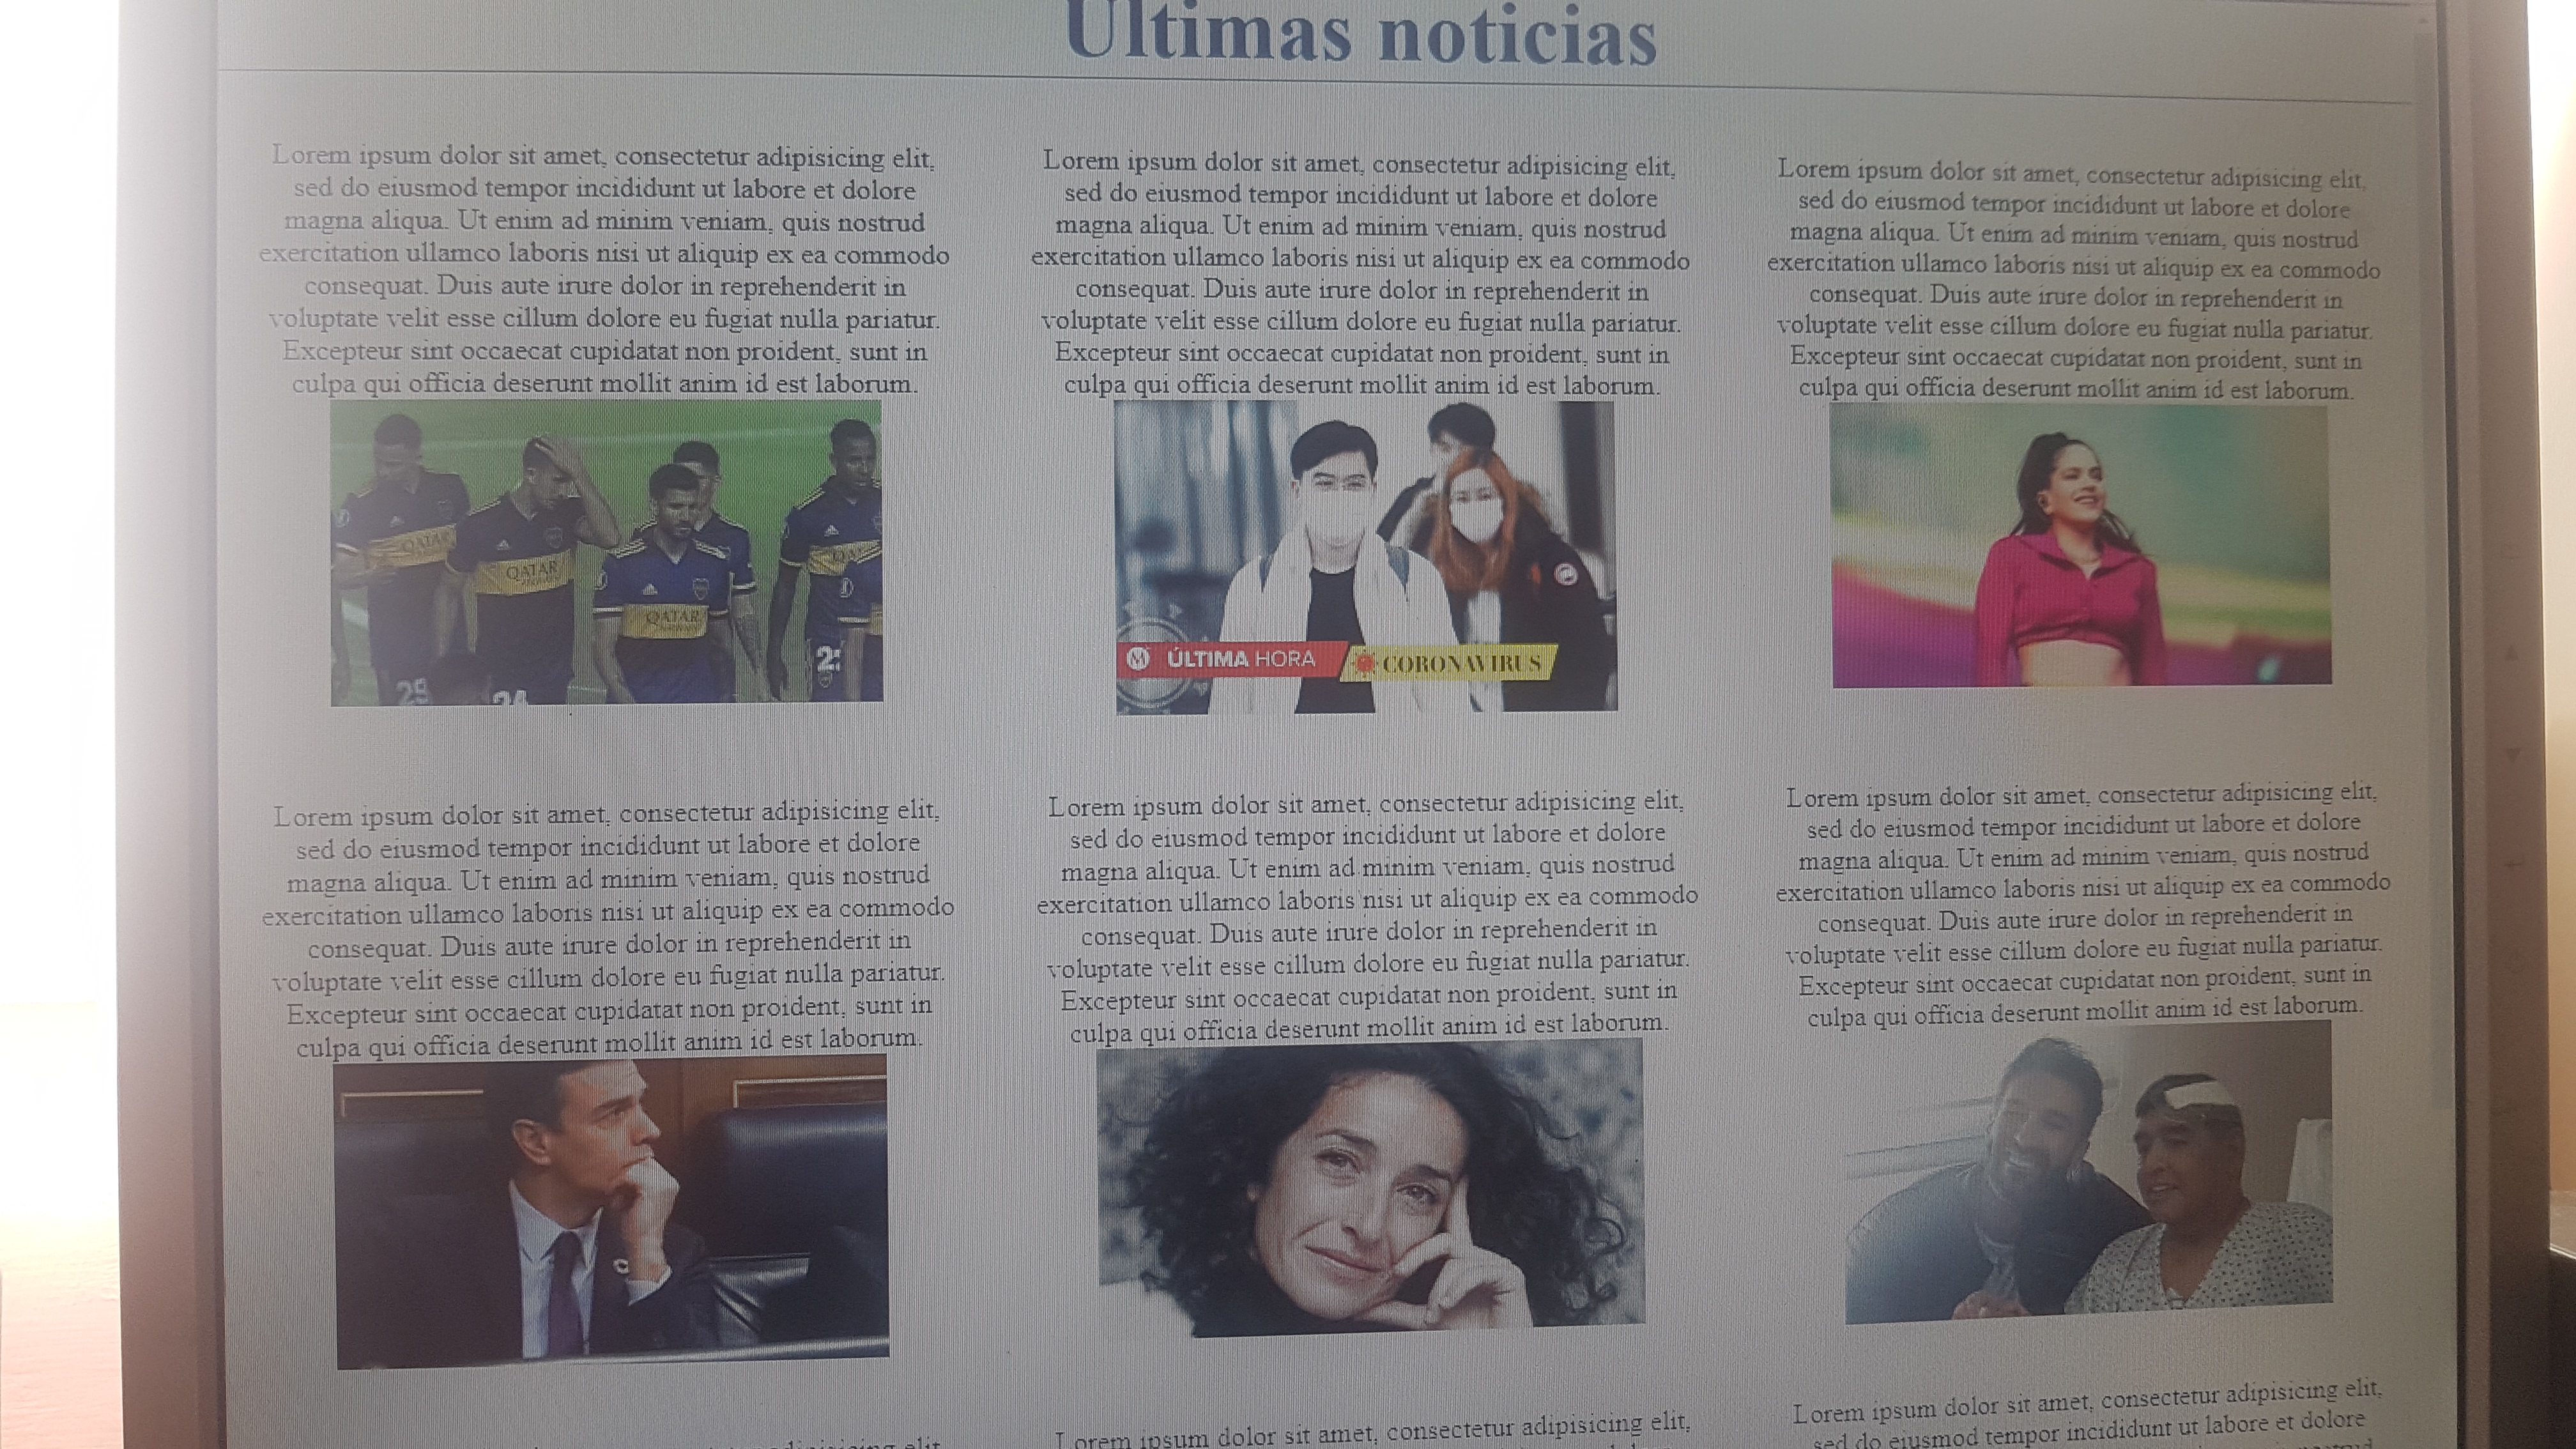 Ultimas noticias
Lorem ipsum dolor sit amet, consectetur adipisicing elit,
sed do eiusmod tempor incididunt ut labore et dolore
magna aliqua. Ut enim ad minim veniam, quis nostrud
exercitation ullamco laboris nisi ut aliquip ex ea commodo
consequat. Duis aute irure dolor in reprehenderit in
voluptate velit esse cillum dolore eu fugiat nulla pariatur.
Excepteur sint occaecat cupidatat non proident, sunt in
culpa qui officia deserunt mollit anim id est laborum.
QATAR
QATAR
QATAR
Lorem ipsum dolor sit amet, consectetur adipisicing elit,
sed do eiusmod tempor incididunt ut labore et dolore
magna aliqua. Ut enim ad minim veniam, quis nostrud
exercitation ullamco laboris nisi ut aliquip ex ea commodo
consequat. Duis aute irure dolor in reprehenderit in
voluptate velit esse cillum dolore eu fugiat nulla pariatur.
Excepteur sint occaecat cupidatat non proident, sunt in
culpa qui officia deserunt mollit anim id est laborum.
ÚLTIMA HORA CORONAVIRUS
Lorem ipsum dolor sit amet, consectetur adipisicing elit,
sed do eiusmod tempor incididunt ut labore et dolore
magna aliqua. Ut enim ad minim veniam, quis nostrud
exercitation ullamco laboris nisi ut aliquip ex ea commodo
consequat. Duis aute irure dolor in reprehenderit in
voluptate velit esse cillum dolore eu fugiat nulla pariatur.
Excepteur sint occaecat cupidatat non proident, sunt in
culpa qui officia deserunt mollit anim id est laborum.
Lorem ipsum dolor sit amet, consectetur adipisicing elit,
sed do eiusmod tempor incididunt ut labore et dolore
magna aliqua. Ut enim ad minim veniam, quis nostrud
exercitation ullamco laboris nisi ut aliquip ex ea commodo
consequat. Duis aute irure dolor in reprehenderit in
voluptate velit esse cillum dolore eu fugiat nulla pariatur.
Excepteur sint occaecat cupidatat non proident, sunt in
culpa qui officia deserunt mollit anim id est laborum.
Lorem ipsum dolor sit amet, consectetur adipisicing elit,
sed do eiusmod tempor incididunt ut labore et dolore
magna aliqua. Ut enim ad minim veniam, quis nostrud
exercitation ullamco laboris nisi ut aliquip ex ea commodo
consequat. Duis aute irure dolor in reprehenderit in
voluptate velit esse cillum dolore eu fugiat nulla pariatur.
Excepteur sint occaecat cupidatat non proident, sunt in
culpa qui officia deserunt mollit anim id est laborum.
Lorem ipsum dolor sit amet, consectetur adipisicing elit,
sed do eiusmod tempor incididunt ut labore et dolore
magna aliqua. Ut enim ad minim veniam, quis nostrud
exercitation ullamco laboris nisi ut aliquip ex ea commodo
consequat. Duis aute irure dolor in reprehenderit in
voluptate velit esse cillum dolore eu fugiat nulla pariatur.
Excepteur sint occaecat cupidatat non proident, sunt in
culpa qui officia deserunt mollit anim id est laborum.
Lorem ipsum dolor sit amet, consectetur adipisicing elit,
Lorem ipsum dolor sit amet, consectetur adipisicing elit,
sed do eiusmod tempor incididunt ut labore et dolore